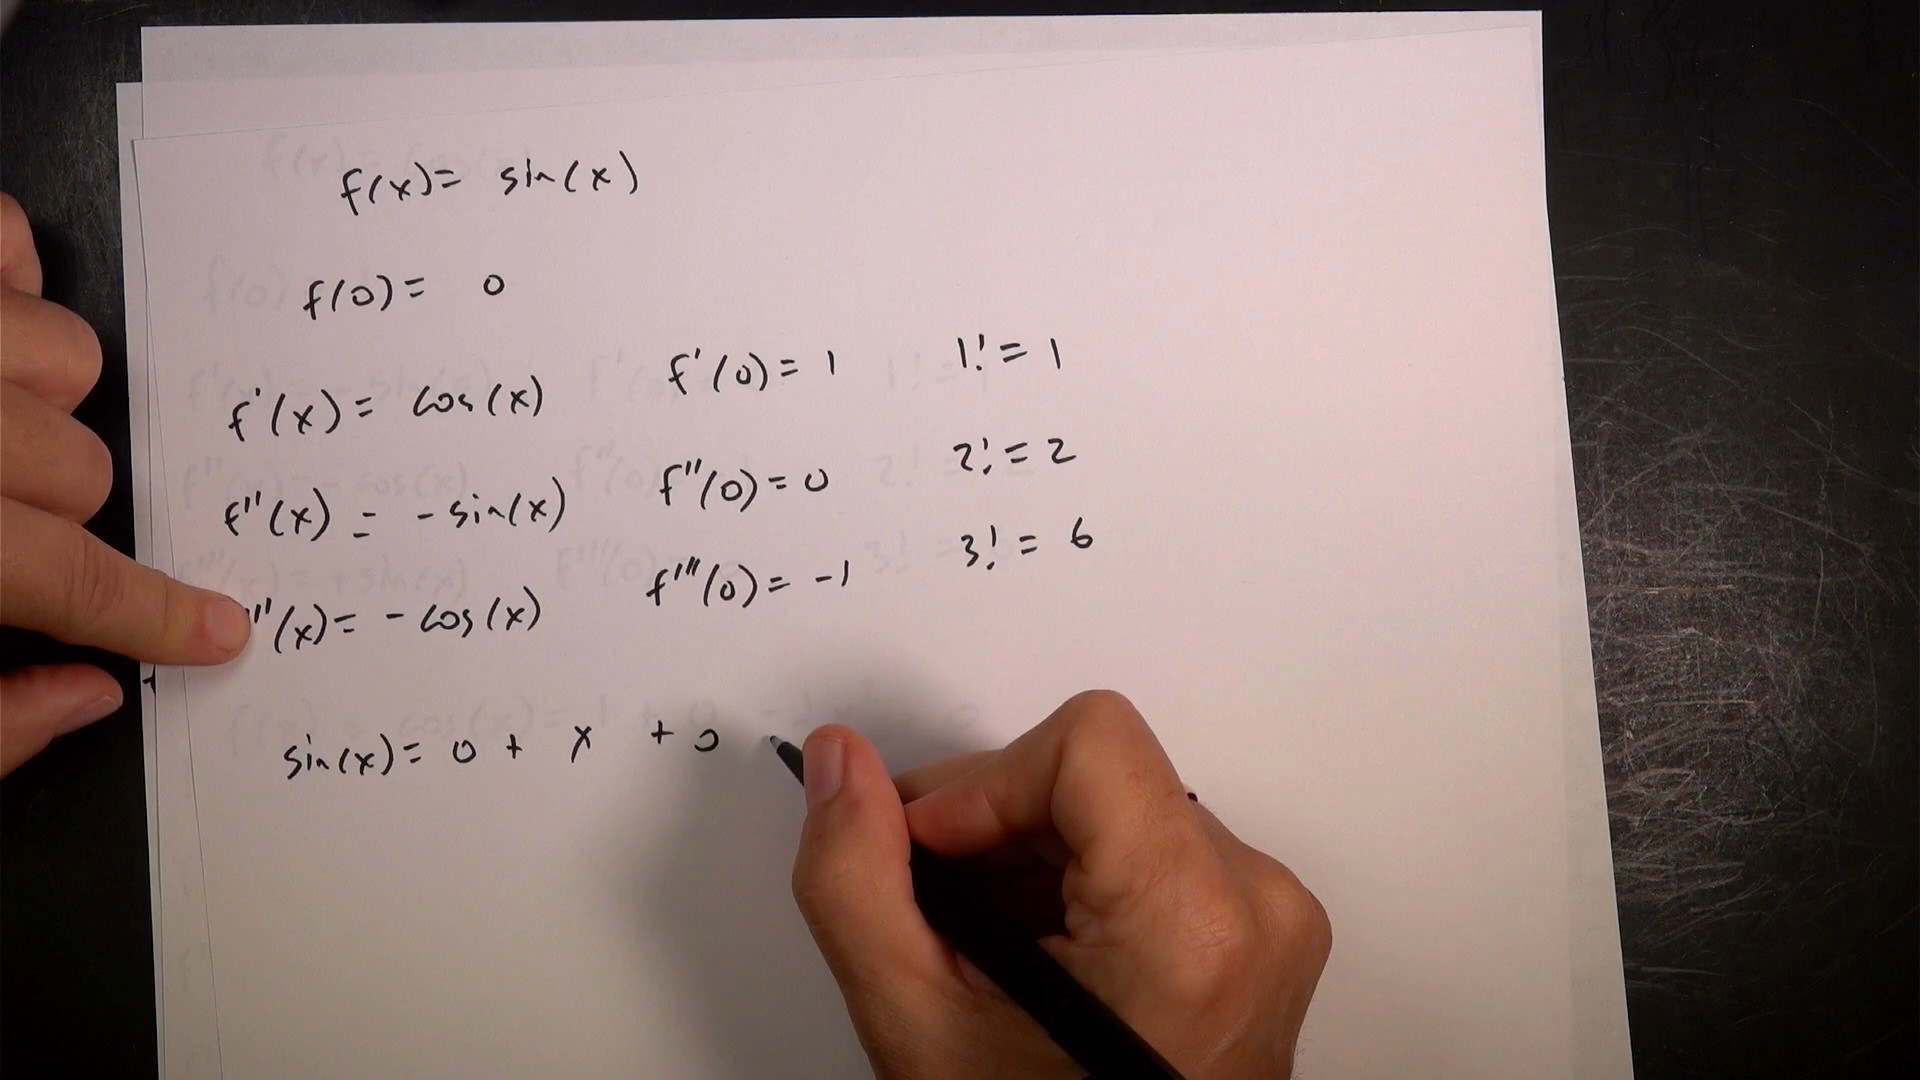 f(x)= sin(x)
f(0)= 0
f'(x)= cos(x) f'(0)= 1 1!= 1
f''(x) = -sin(x) f''(0)=0 2!= 2
''(x)= -cos(x) f'''(0)= -1 3!= 6
sin(x)= 0 + x + 0